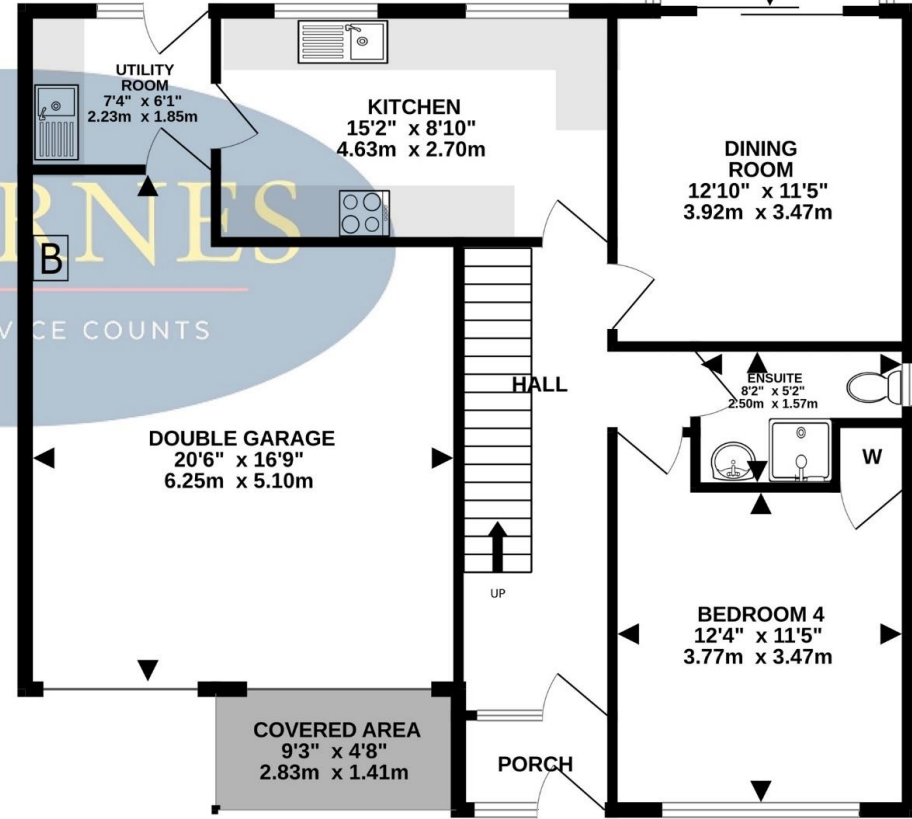 UTILITY
ROOM
7'4" x 6'1"
2.23m x 1.85m
KITCHEN
15'2" x 8'10"
4.63m x 2.70m
DINING
ROOM
12'10" x 11'5"
3.92m x 3.47m
B
RNES
VICE COUNTS
HALL
ENSUITE
8'2" x 5'2"
2.50m x 1.57m
W
DOUBLE GARAGE
20'6" x 16'9"
6.25m x 5.10m
UP
BEDROOM 4
12'4" x 11'5"
3.77m x 3.47m
COVERED AREA
9'3" x 4'8"
2.83m x 1.41m
PORCH